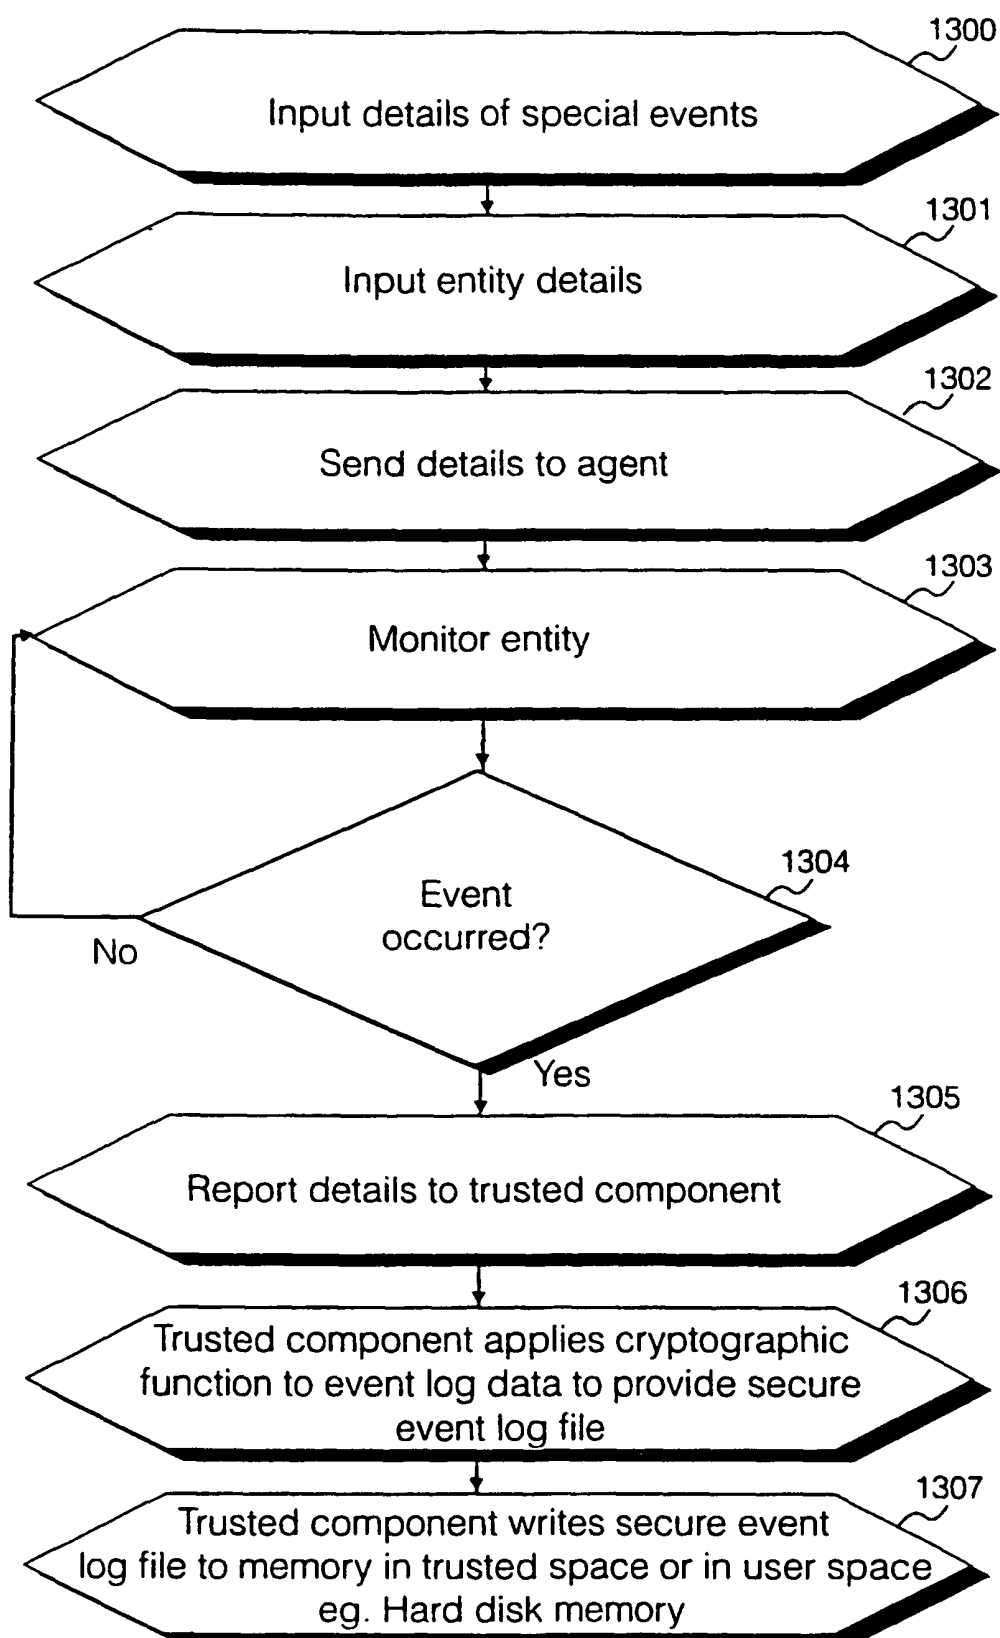 1300
Input details of special events
1301
Input entity details
1302
Send details to agent
1303
Monitor entity
1304
Event
occurred?
No
Yes
1305
Report details to trusted component
1306
Trusted component applies cryptographic
function to event log data to provide secure
event log file
1307
Trusted component writes secure event
log file to memory in trusted space or in user space
eg. Hard disk memory